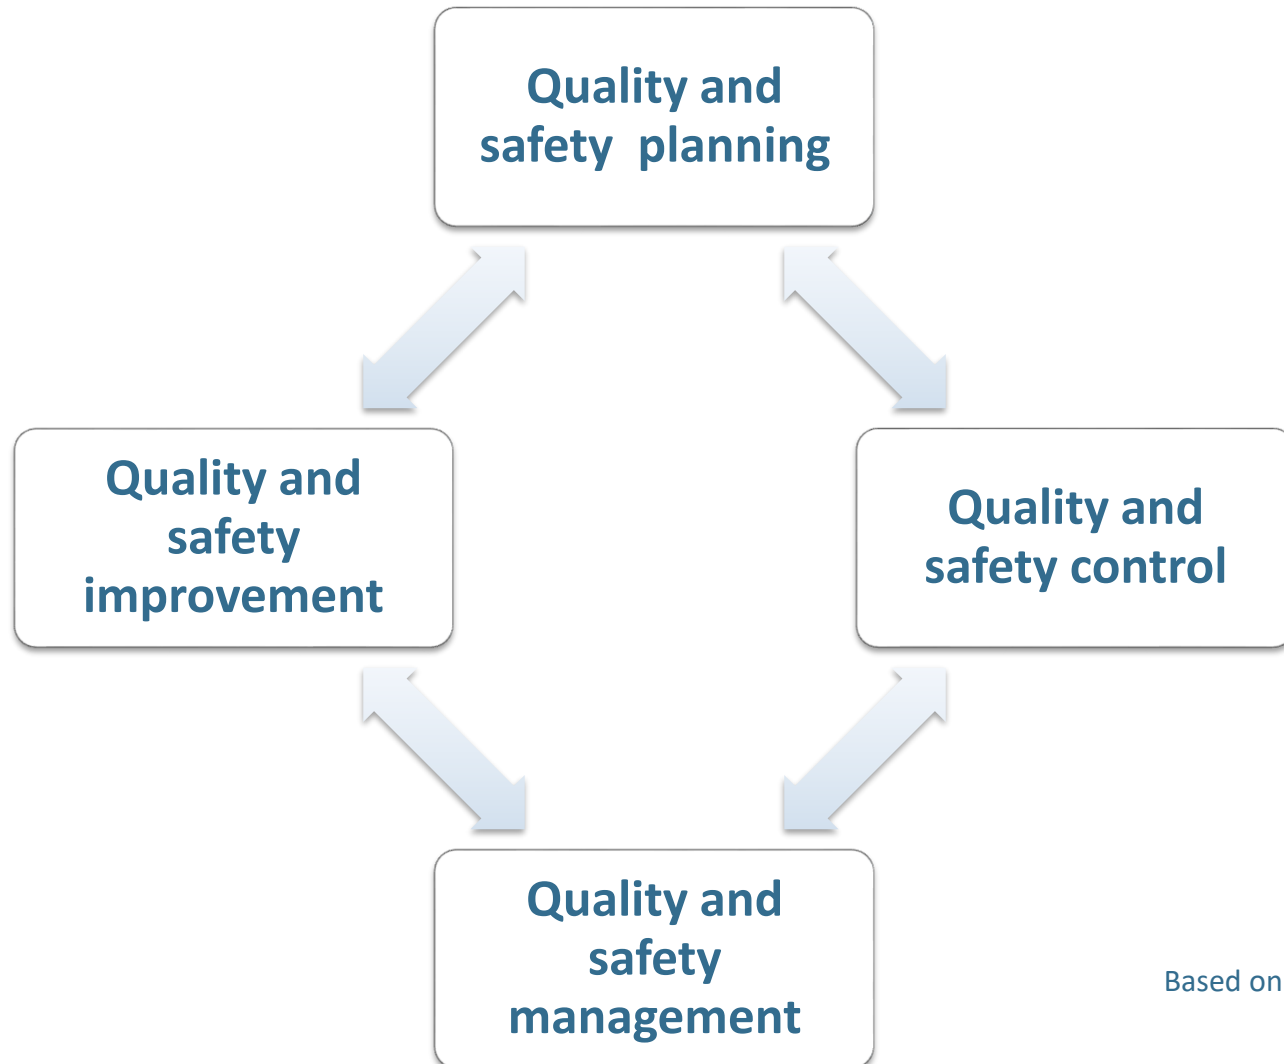 Quality and
safety  planning
Quality and
safety
improvement
Quality and
safety control
Quality and
safety
management
Based on